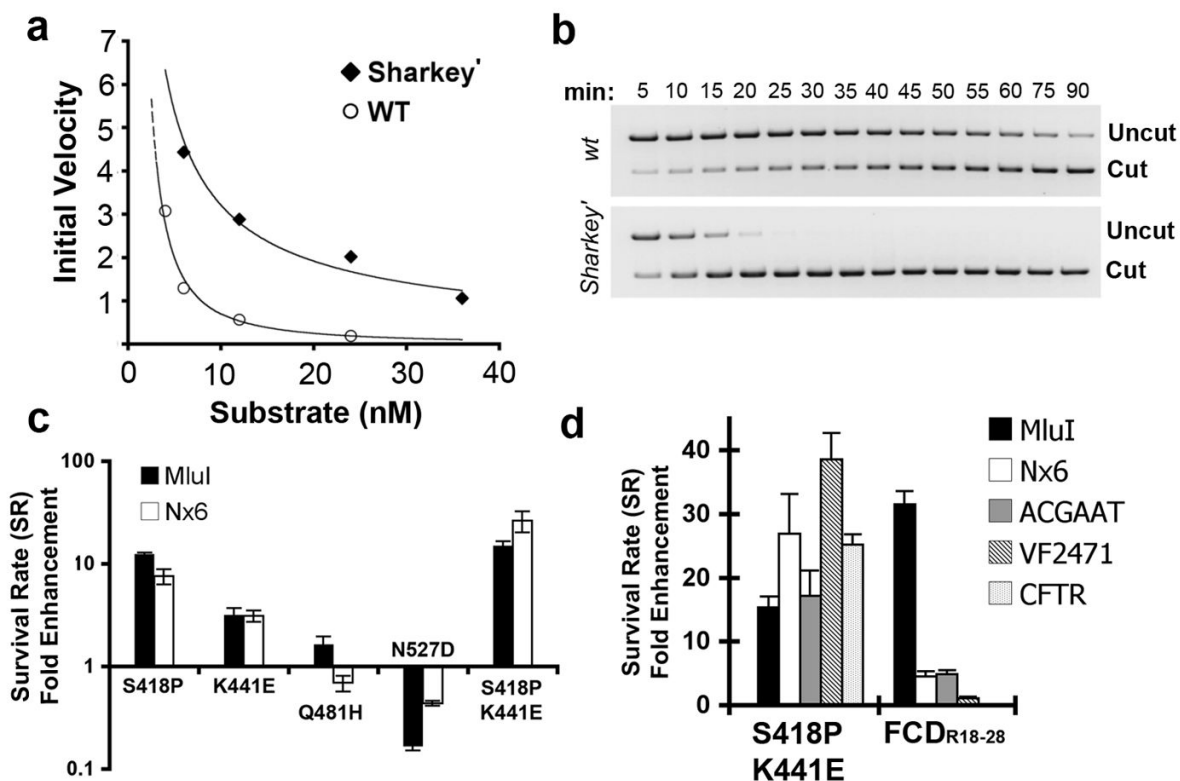 a
7
6
5
4
3
2
1
Initial Velocity
Sharkey'
WT
0 10 20 30 40
Substrate (nM)
b
min: 5 10 15 20 25 30 35 40 45 50 55 60 75 90
wt
Uncut
Cut
Sharkey'
Uncut
Cut
c
100
10
1
0.1
Survival Rate (SR)
Fold Enhancement
MluI
Nx6
S418P
K441E
Q481H
N527D
S418P
K441E
d
40
30
20
10
0
Survival Rate (SR)
Fold Enhancement
MluI
Nx6
ACGAAT
VF2471
CFTR
S418P
K441E
FCDR18-28